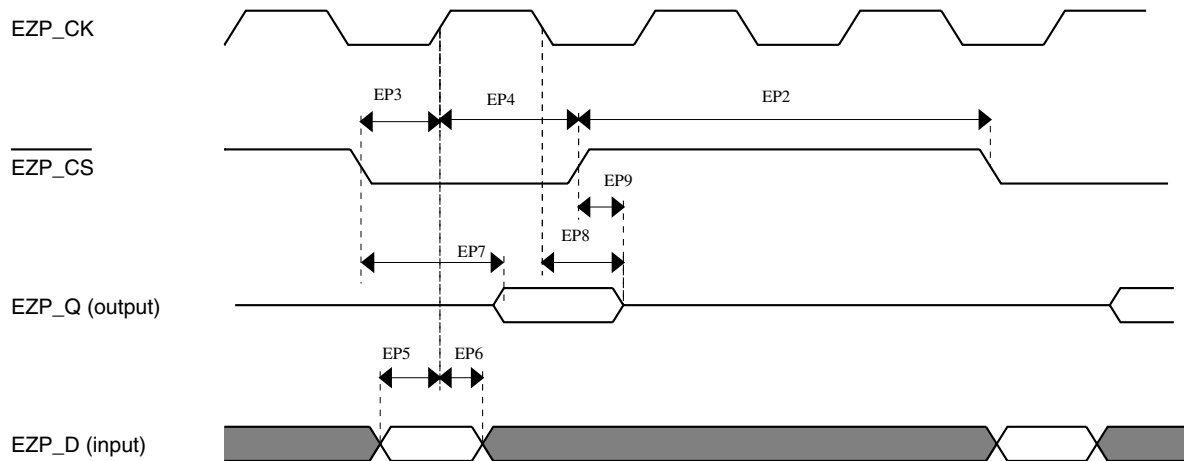 EZP_CK
EP3
EP4
EP2
EZP_CS
EP9
EP8
EP7
EZP_Q (output)
EP5
EP6
EZP_D (input)